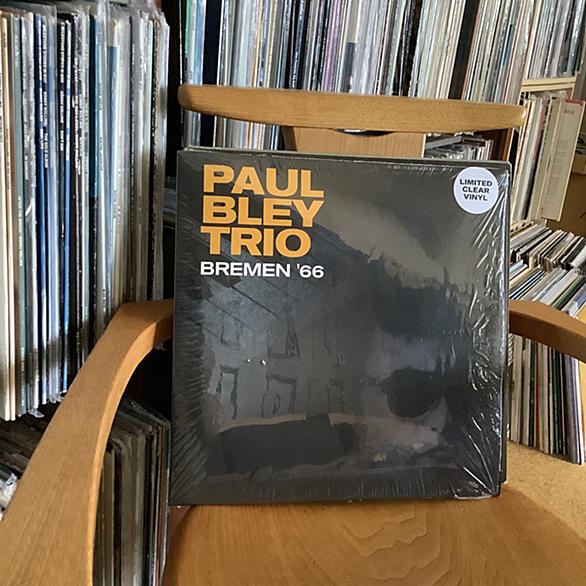 PAUL
BLEY
TRIO
BREMEN '66
LIMITED
CLEAR
VINYL